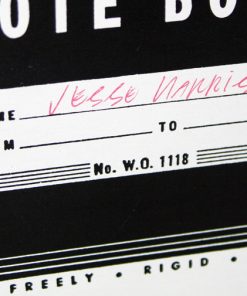 OTE BO
ME JESSE HARRIS
M TO
No. W.O. 1118
FREELY • RIGID •